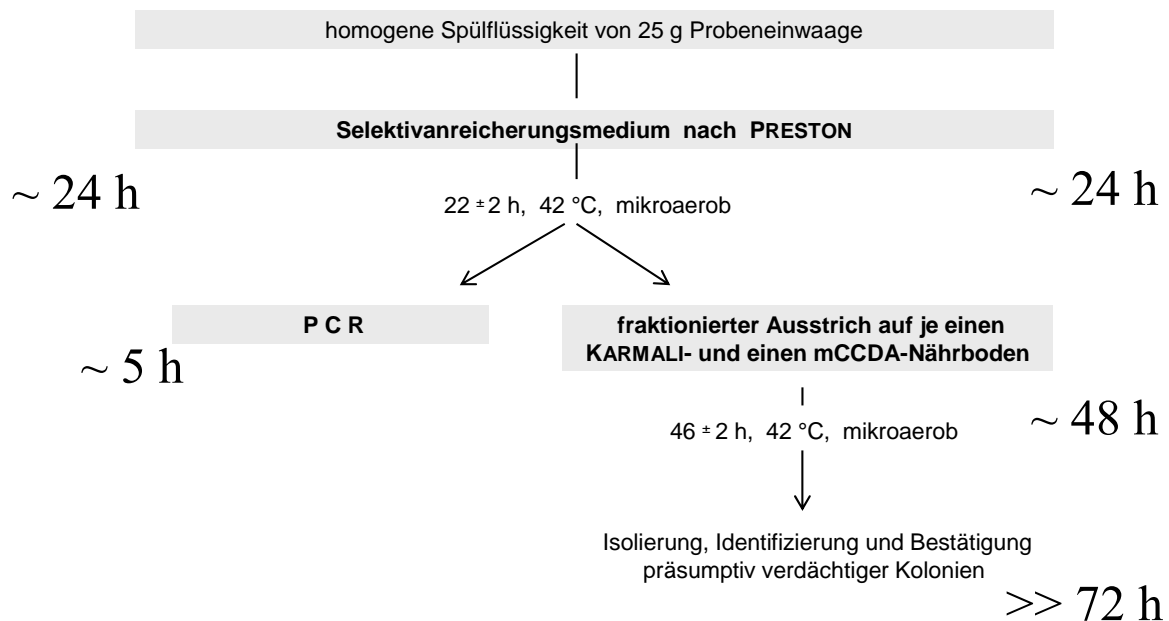 homogene Spülflüssigkeit von 25 g Probeneinwaage
Selektivanreicherungsmedium nach PRESTON
~ 24 h
~ 24 h
22 ± 2 h, 42 °C, mikroaerob
P C R
fraktionierter Ausstrich auf je einen
KARMALI- und einen mCCDA-Nährboden
~ 5 h
46 ± 2 h, 42 °C, mikroaerob
~ 48 h
Isolierung, Identifizierung und Bestätigung
präsumptiv verdächtiger Kolonien
>> 72 h